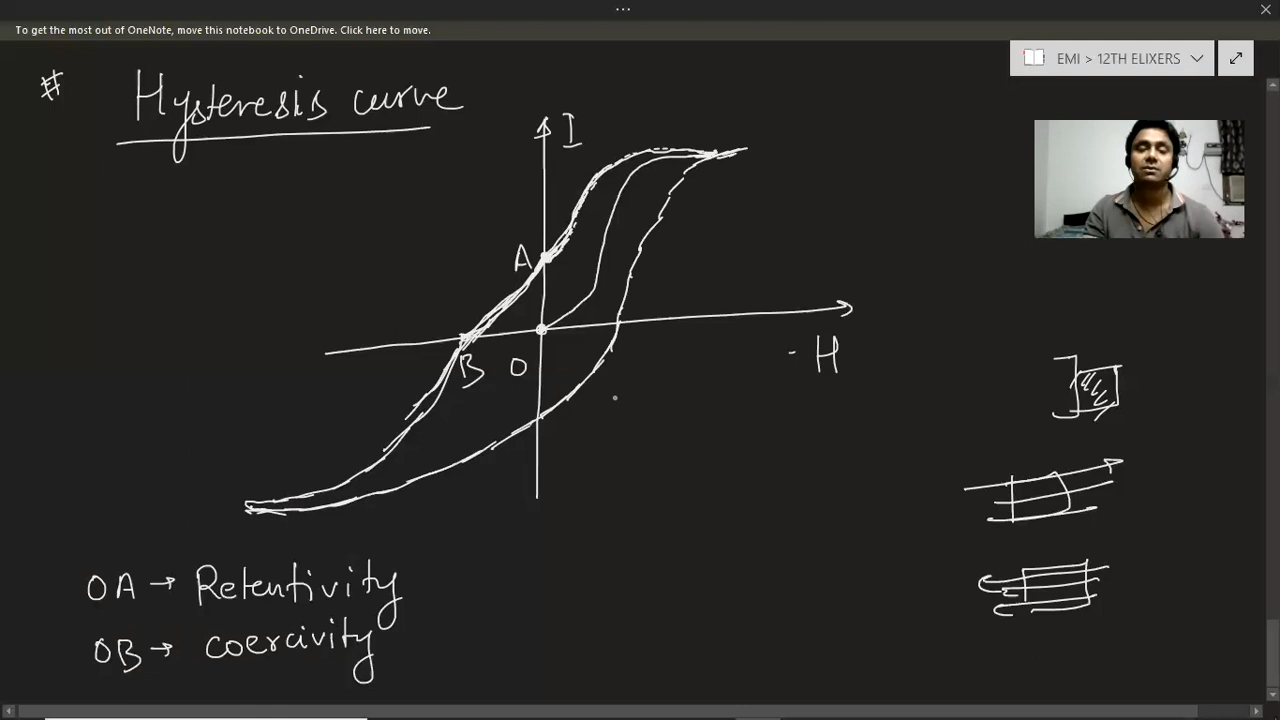 ...
To get the most out of OneNote, move this notebook to OneDrive. Click here to move.
EMI > 12TH ELIXERS
# Hysteresis curve
I
A
B
O
- H
OA → Retentivity
OB → coercivity